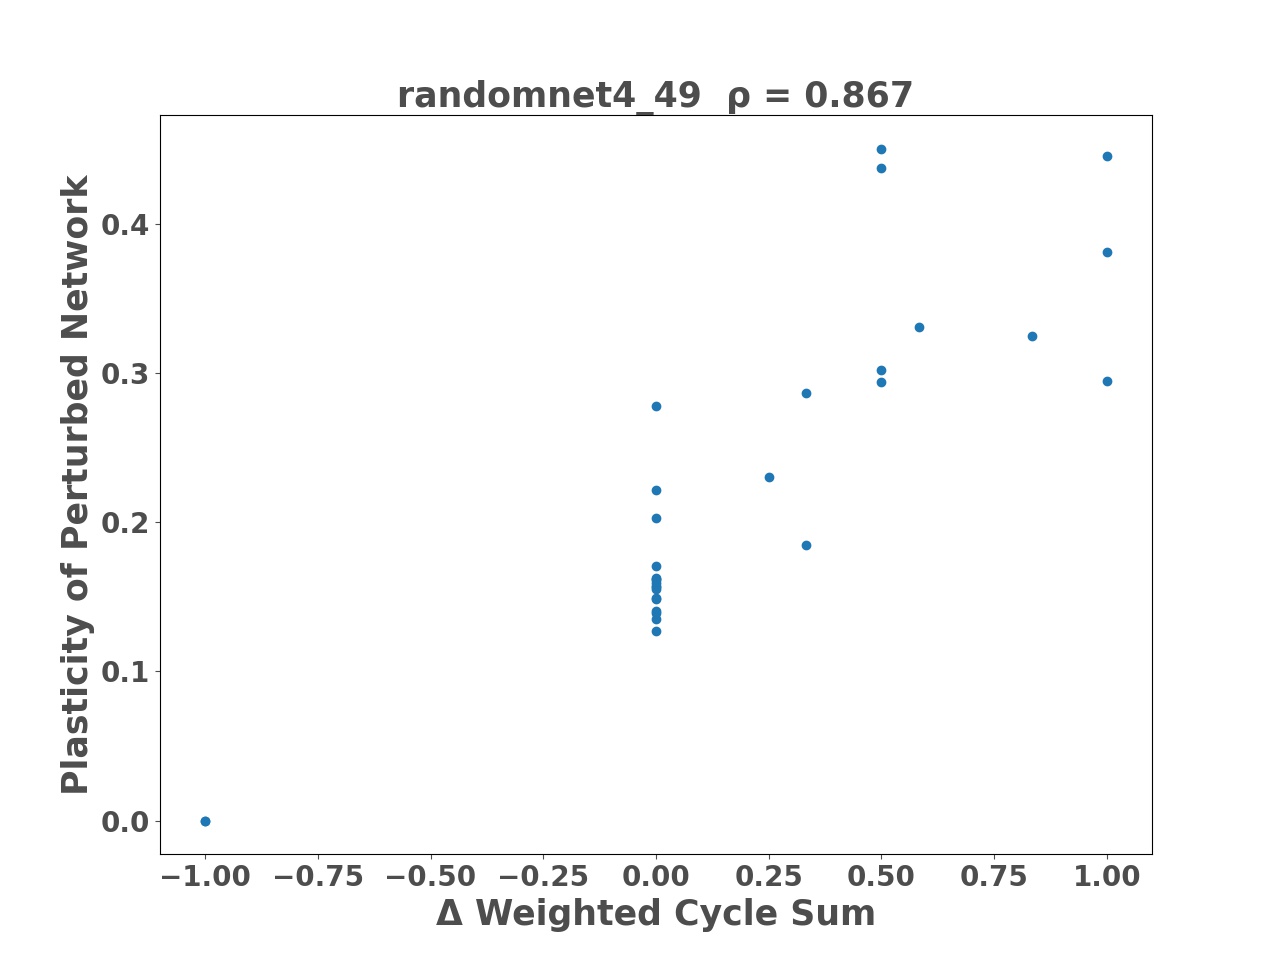 randomnet4_49 ρ = 0.867
Plasticity of Perturbed Network
0.4
0.3
0.2
0.1
0.0
−1.00 −0.75 −0.50 −0.25 0.00 0.25 0.50 0.75 1.00
Δ Weighted Cycle Sum